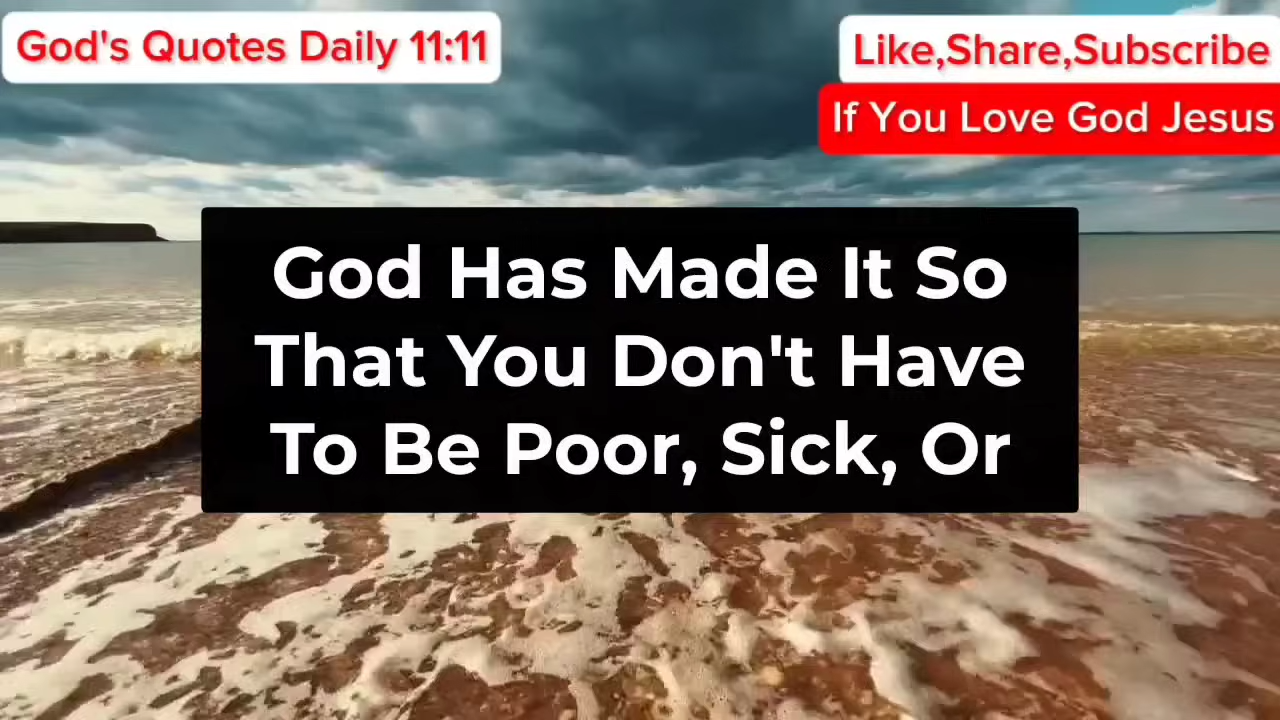 God's Quotes Daily 11:11
Like,Share,Subscribe
If You Love God Jesus
God Has Made It So
That You Don't Have
To Be Poor, Sick, Or